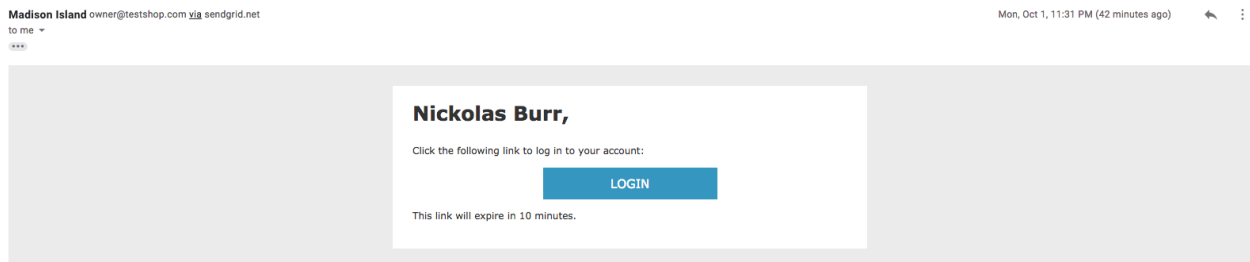 Madison Island owner@testshop.com via sendgrid.net
Mon, Oct 1, 11:31 PM (42 minutes ago)
to me
Nickolas Burr,
Click the following link to log in to your account:
LOGIN
This link will expire in 10 minutes.